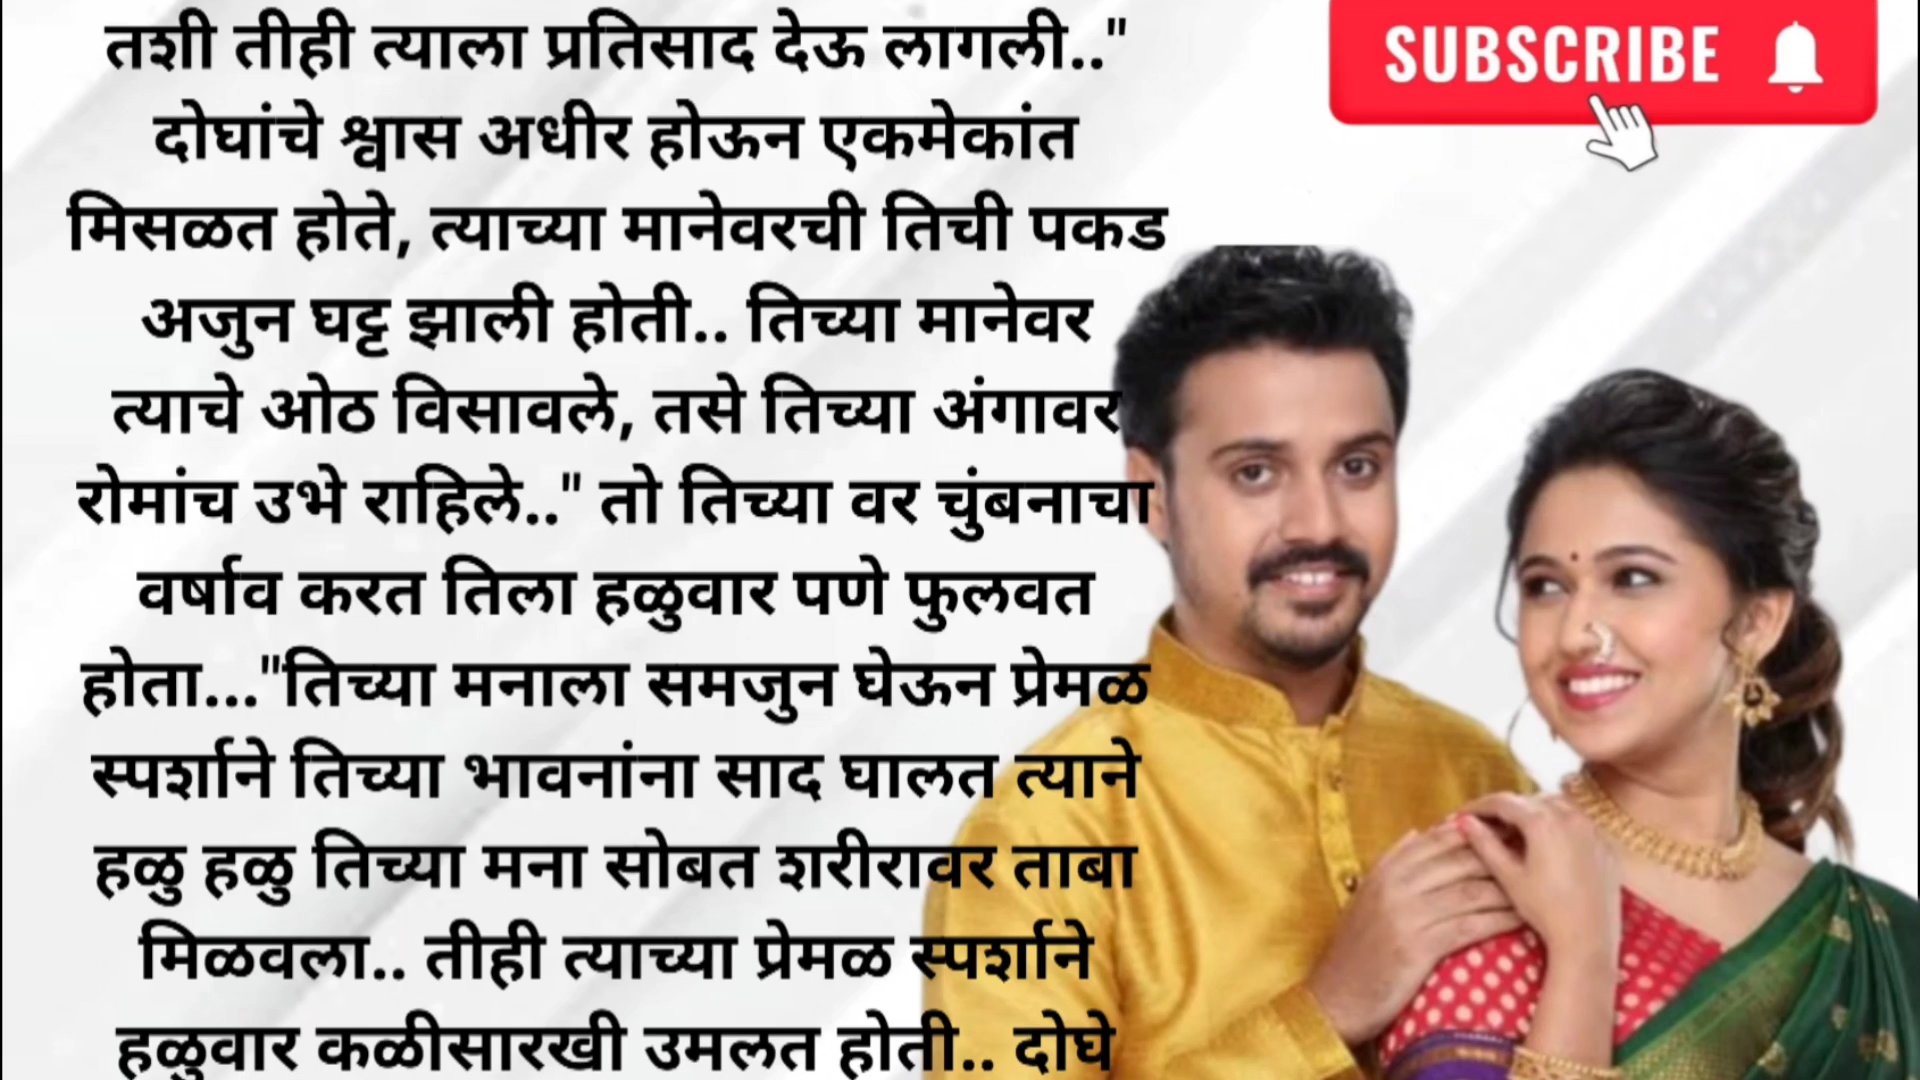 तशी तीही त्याला प्रतिसाद देऊ लागली.."
दोघांचे श्वास अधीर होऊन एकमेकांत
मिसळत होते, त्याच्या मानेवरची तिची पकड
अजुन घट्ट झाली होती.. तिच्या मानेवर
त्याचे ओठ विसावले, तसे तिच्या अंगावर
रोमांच उभे राहिले.." तो तिच्या वर चुंबनाचा
वर्षाव करत तिला हळुवार पणे फुलवत
होता..."तिच्या मनाला समजुन घेऊन प्रेमळ
स्पर्शाने तिच्या भावनांना साद घालत त्याने
हळु हळु तिच्या मना सोबत शरीरावर ताबा
मिळवला.. तीही त्याच्या प्रेमळ स्पर्शाने
हळुवार कळीसारखी उमलत होती.. दोघे
SUBSCRIBE